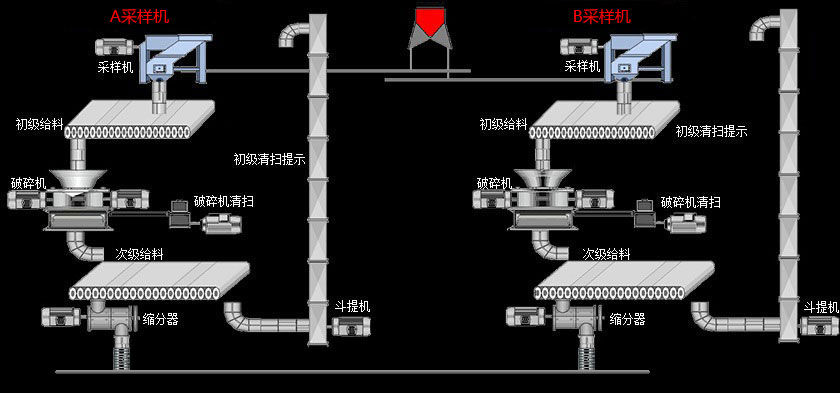 A采样机
B采样机
采样机
采样机
初级给料
初级给料
初级清扫提示
初级清扫提示
破碎机
破碎机清扫
破碎机
破碎机清扫
次级给料
次级给料
缩分器
斗提机
缩分器
斗提机